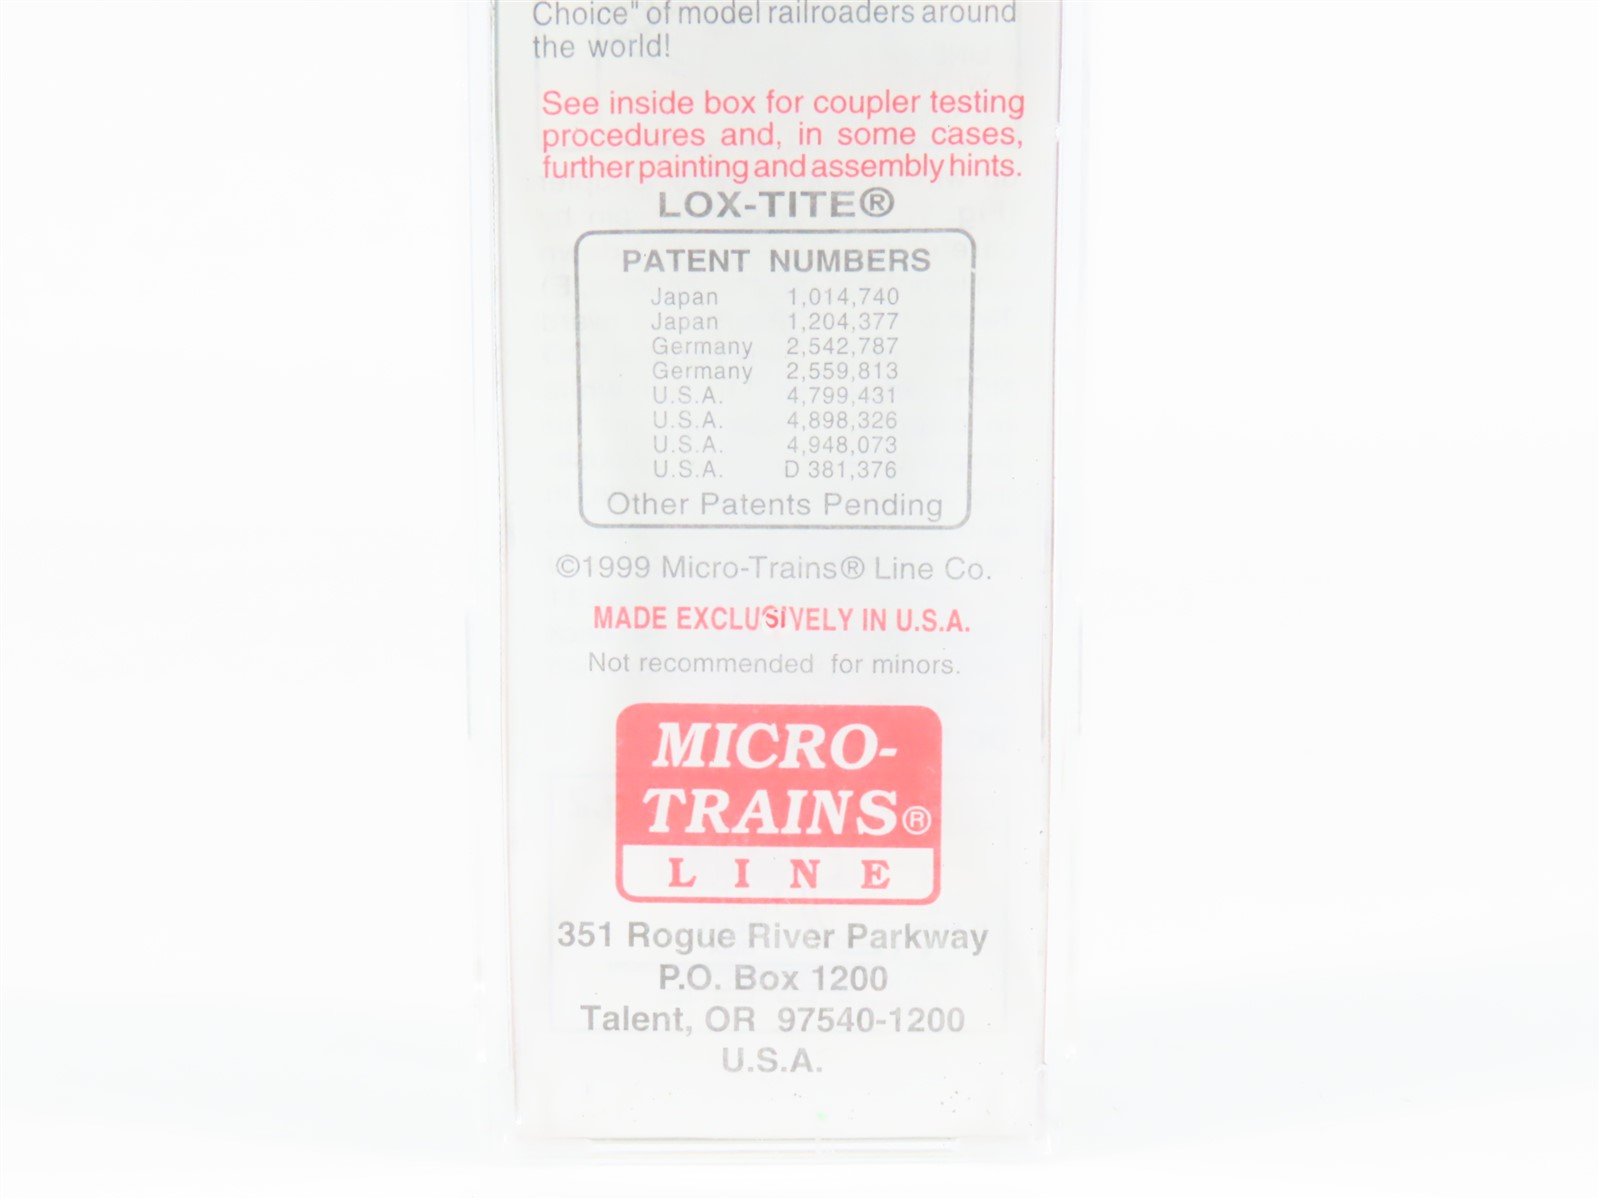 Choice" of model railroaders around
the world!
See inside box for coupler testing
procedures and, in some cases,
further painting and assembly hints.
LOX-TITE®
PATENT NUMBERS
Japan 1,014,740
Japan 1,204,377
Germany 2,542,787
Germany 2,559,813
U.S.A. 4,799,431
U.S.A. 4,898,326
U.S.A. 4,948,073
U.S.A. D 381,376
Other Patents Pending
©1999 Micro-Trains® Line Co.
MADE EXCLUSIVELY IN U.S.A.
Not recommended for minors.
MICRO-
TRAINS®
LINE
351 Rogue River Parkway
P.O. Box 1200
Talent, OR 97540-1200
U.S.A.